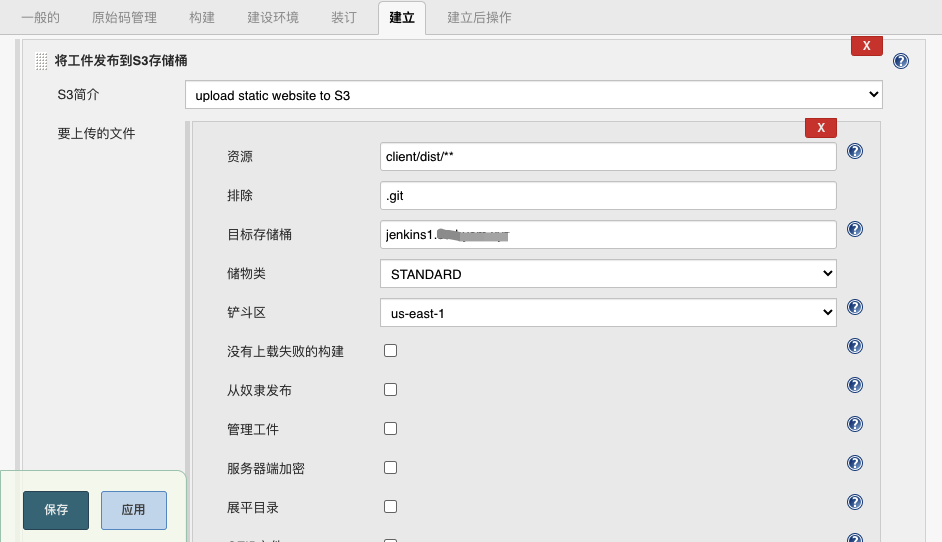 一般的 原始码管理 构建 建设环境 装订 建立 建立后操作
将工件发布到S3存储桶 X
S3简介 upload static website to S3
要上传的文件 X
资源 client/dist/**
排除 .git
目标存储桶 jenkins1.
储物类 STANDARD
铲斗区 us-east-1
没有上载失败的构建
从奴隶发布
管理工件
服务器端加密
保存 应用 展平目录